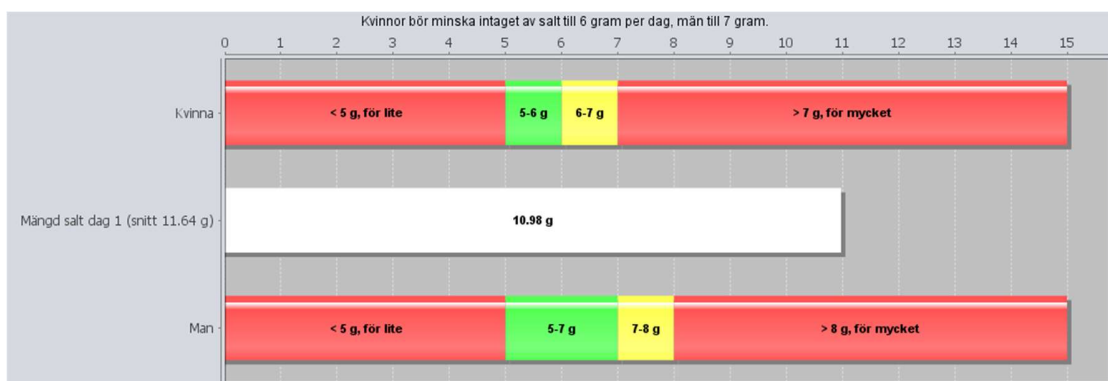 Kvinnor bör minska intaget av salt till 6 gram per dag, män till 7 gram.
0 1 2 3 4 5 6 7 8 9 10 11 12 13 14 15
Kvinna < 5 g, för lite 5-6 g 6-7 g > 7 g, för mycket
Mängd salt dag 1 (snitt 11.64 g) 10.98 g
Man < 5 g, för lite 5-7 g 7-8 g > 8 g, för mycket